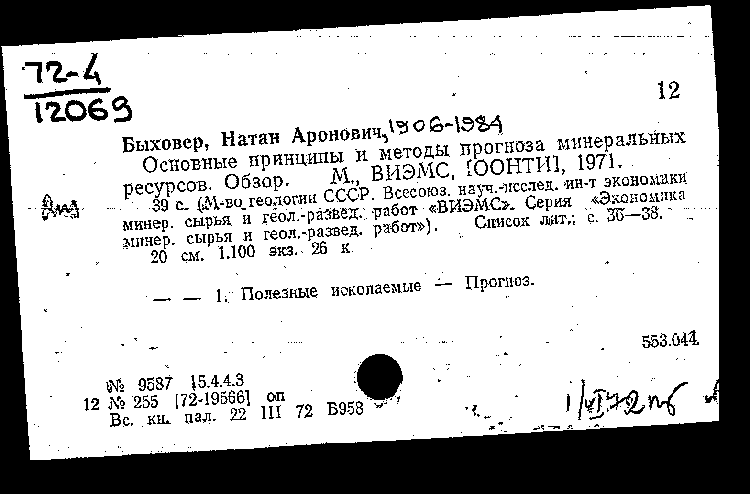 72-4
12069
12
Быховер, Натан Аронович, 1906-1984
Основные принципы и методы прогноза минеральных
ресурсов. Обзор. М., ВИЭМС, [ООНТИ], 1971.
39 с. (М-во геологии СССР. Всесоюз. науч.-исслед. ин-т экономики
минер. сырья и геол.-развед. работ «ВИЭМС». Серия «Экономика
минер. сырья и геол.-развед. работ»). Список лит.: с. 36—38.
20 см. 1.100 экз. 26 к.
— — 1. Полезные ископаемые — Прогноз.
553.044
№ 9587 15.4.4.3
12 № 255 [72-19566] оп
Вс. кн. пал. 22 III 72 Б958